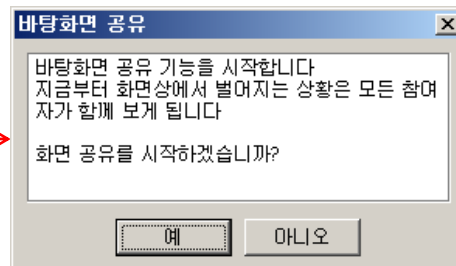 바탕화면 공유
바탕화면 공유 기능을 시작합니다
지금부터 화면상에서 벌어지는 상황은 모든 참여
자가 함께 보게 됩니다
화면 공유를 시작하겠습니까?
예
아니오